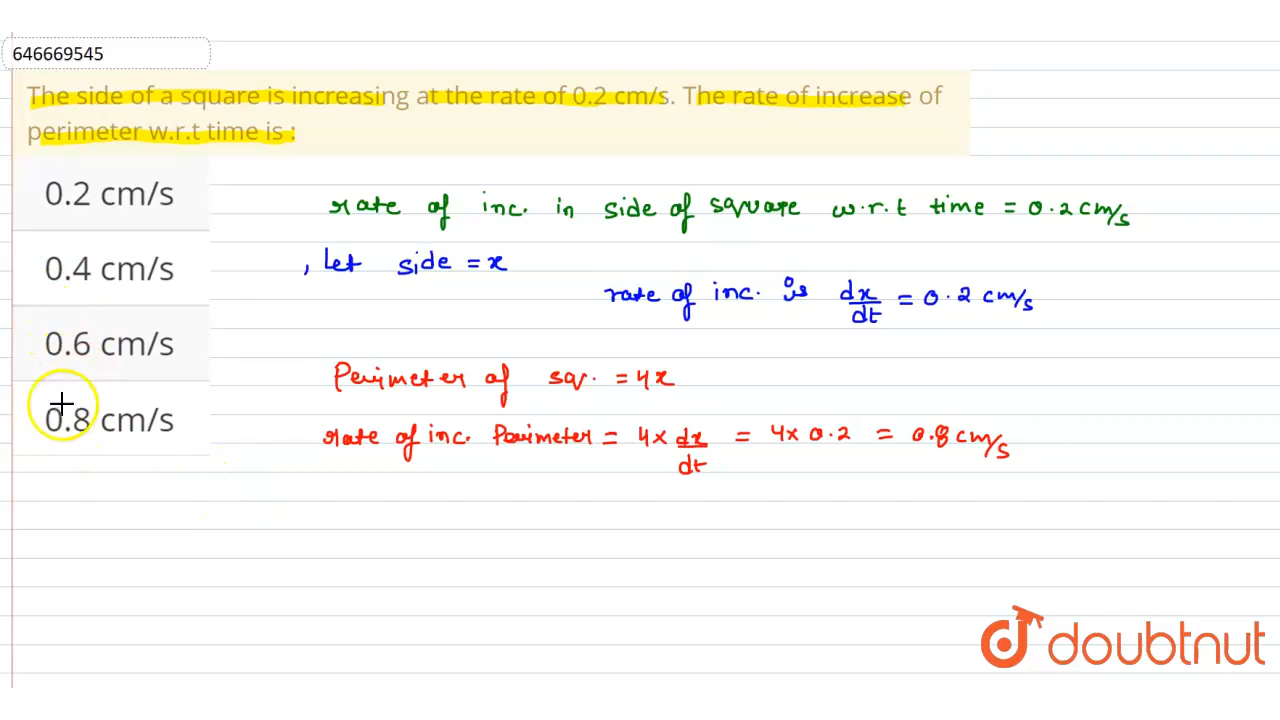 646669545
The side of a square is increasing at the rate of 0.2 cm/s. The rate of increase of
perimeter w.r.t time is :
0.2 cm/s
0.4 cm/s
0.6 cm/s
0.8 cm/s
rate of inc. in side of square w.r.t time = 0.2 cm/s
, Let side = x
rate of inc. is dx/dt = 0.2 cm/s
Perimeter of sq. = 4x
rate of inc. Perimeter = 4 x dx/dt = 4x 0.2 = 0.8 cm/s
doubtnut